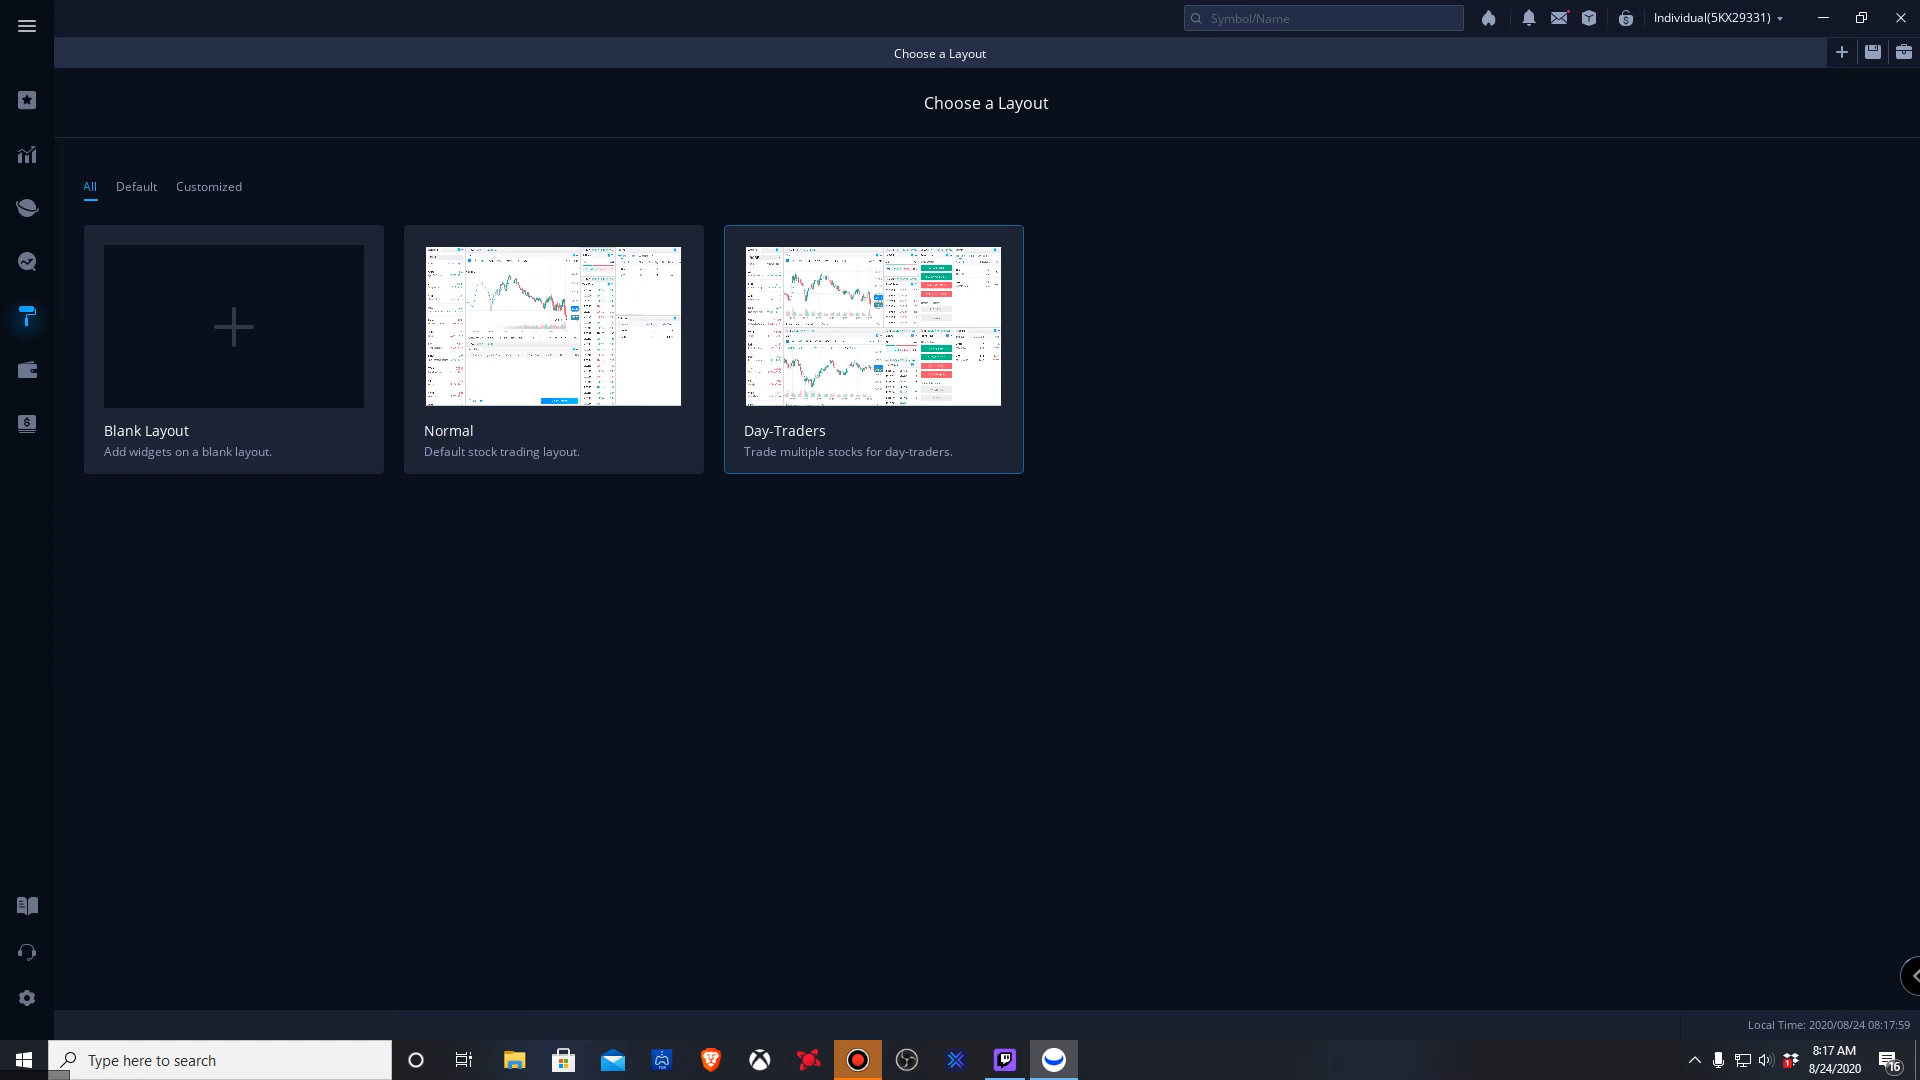 Symbol/Name
Individual(5KX29331)
Choose a Layout
Choose a Layout
All Default Customized
Blank Layout
Add widgets on a blank layout.
Normal
Default stock trading layout.
Day-Traders
Trade multiple stocks for day-traders.
Local Time: 2020/08/24 08:17:59
Type here to search
8:17 AM
8/24/2020
1
16